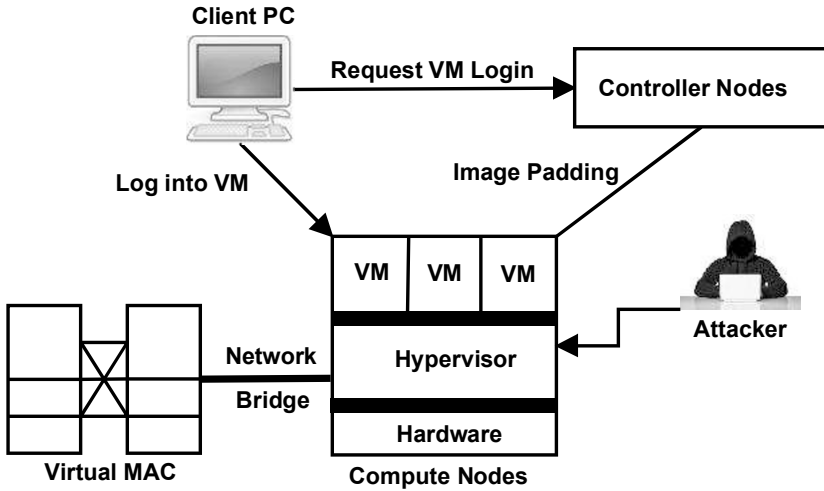 Client PC
Request VM Login
Controller Nodes
Log into VM
Image Padding
VM
VM
VM
Attacker
Network
Bridge
Hypervisor
Hardware
Virtual MAC
Compute Nodes